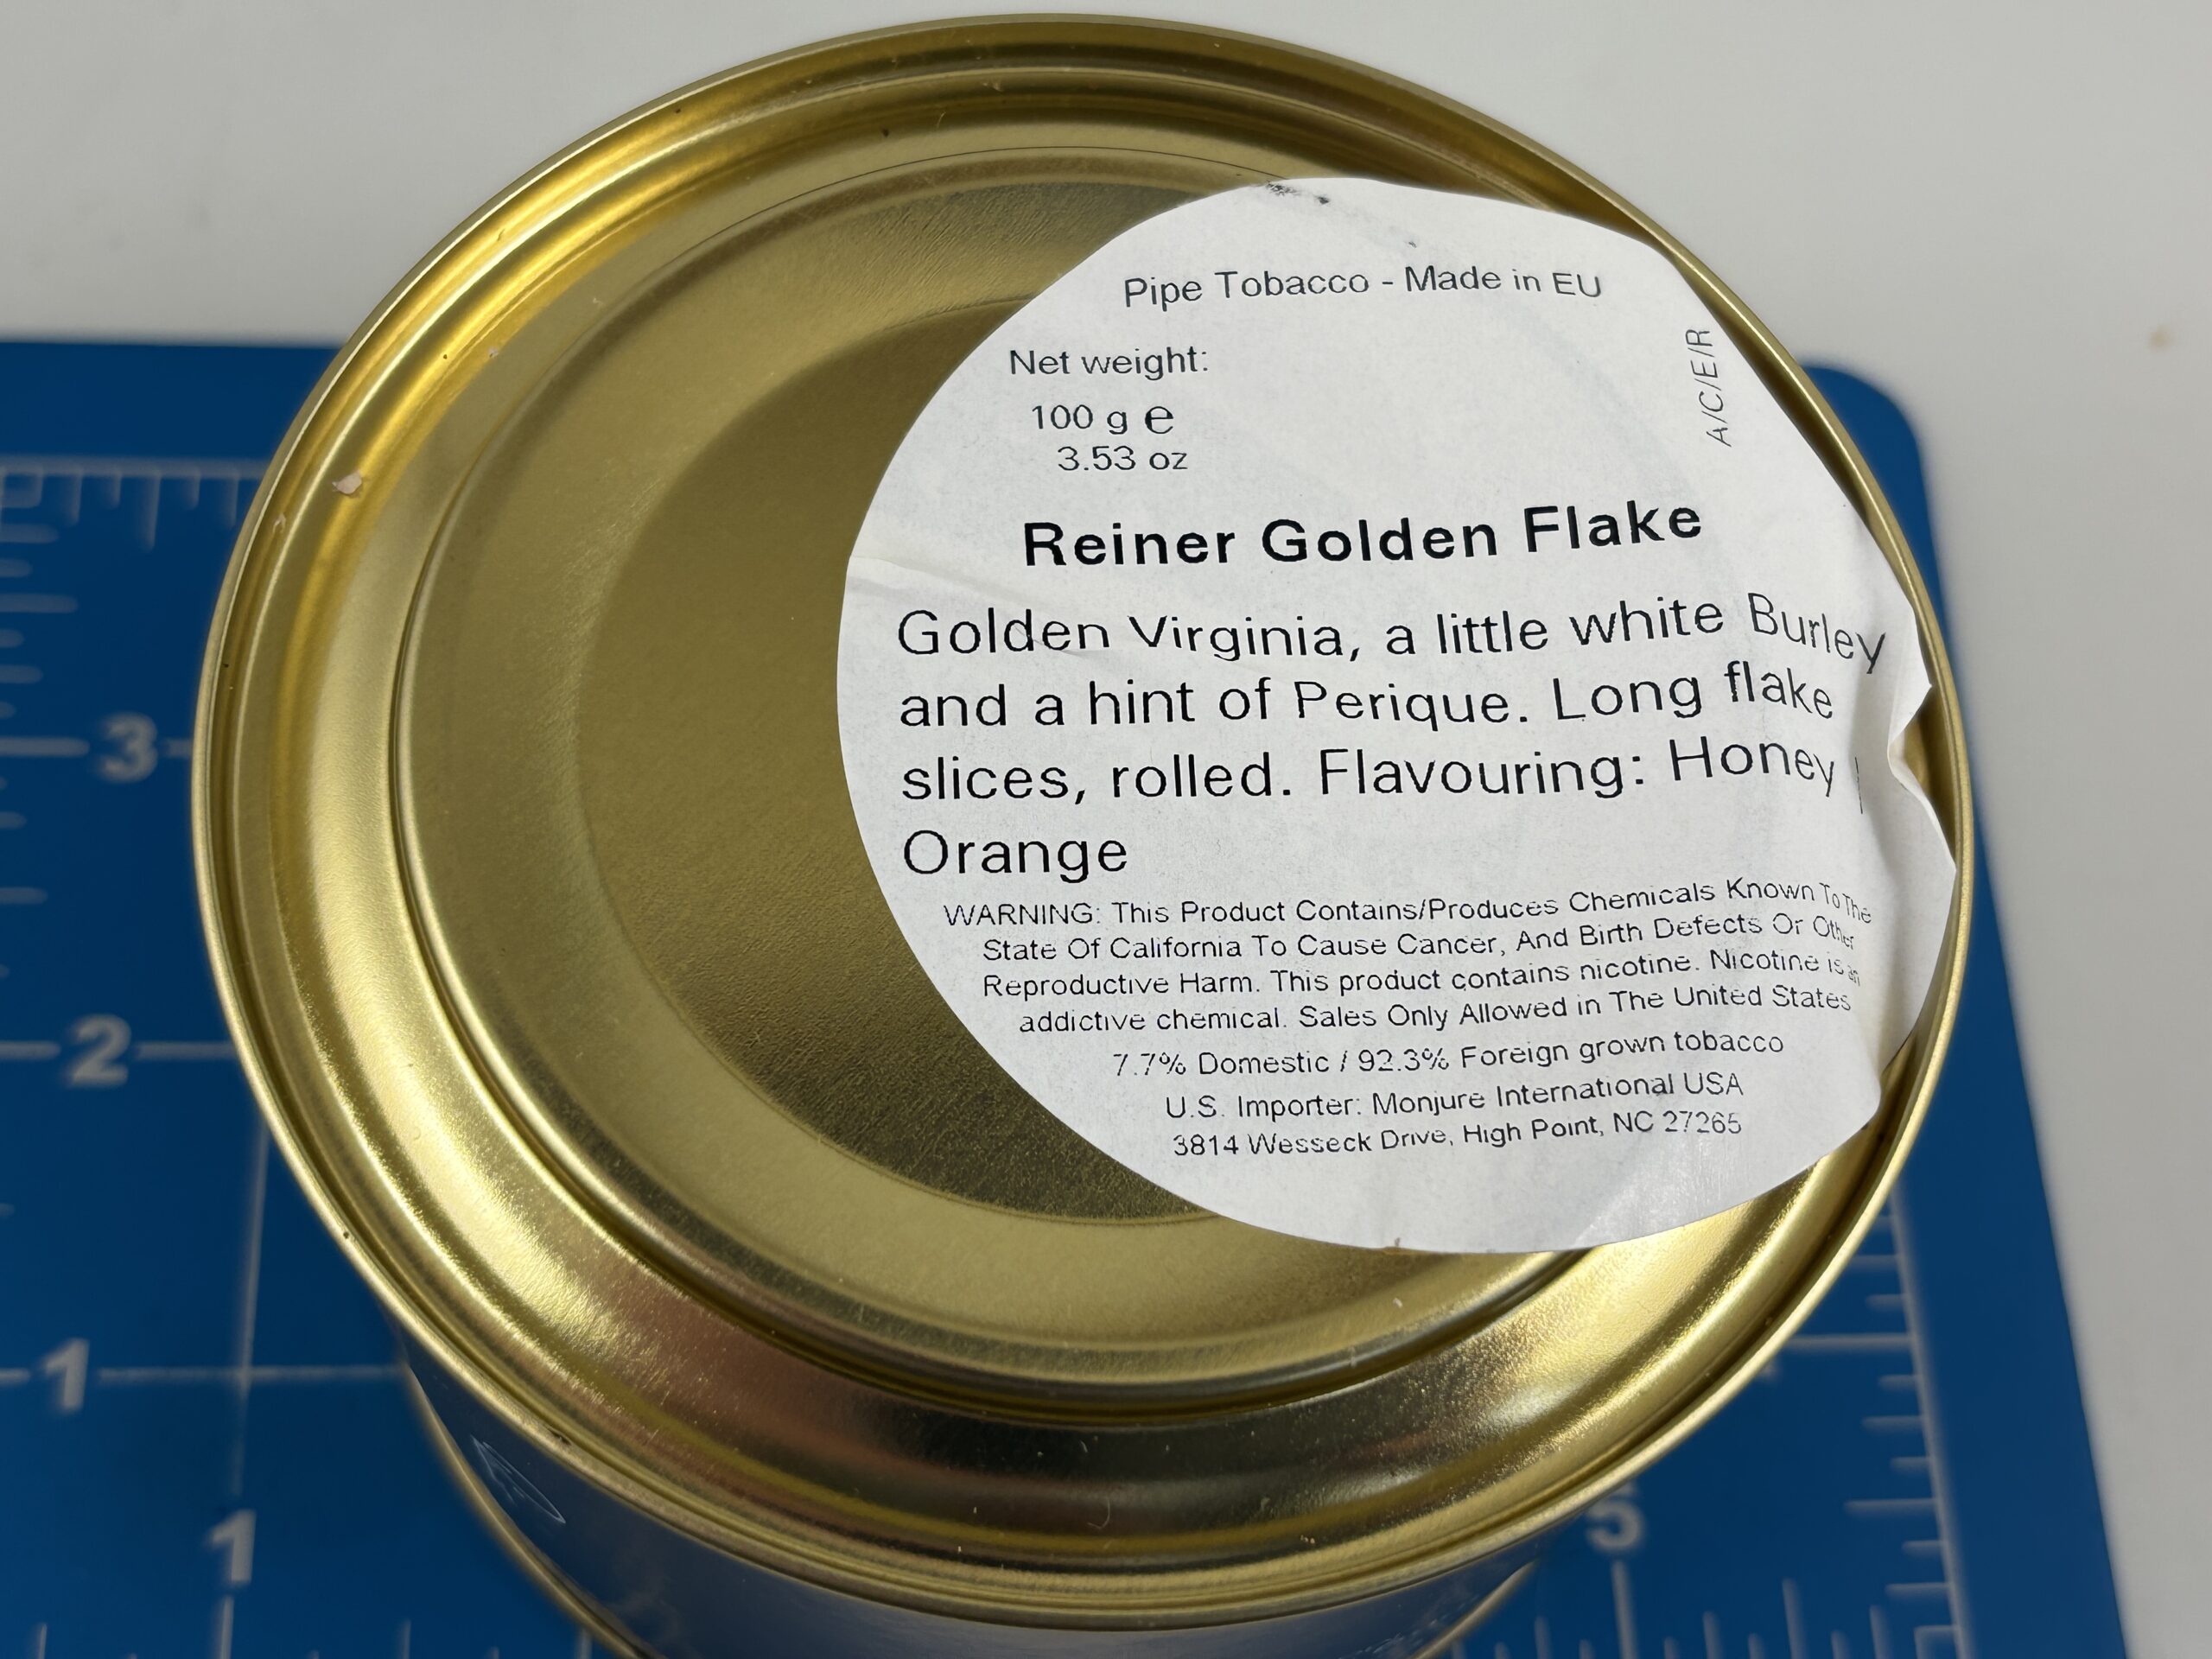 Pipe Tobacco - Made in EU
A/C/E/R
Net weight:
100 g e
3.53 oz
Reiner Golden Flake
Golden Virginia, a little white Burley
and a hint of Perique. Long flake
slices, rolled. Flavouring: Honey |
Orange
WARNING: This Product Contains/Produces Chemicals Known To The
State Of California To Cause Cancer, And Birth Defects Or Other
Reproductive Harm. This product contains nicotine. Nicotine is an
addictive chemical. Sales Only Allowed in The United States
7.7% Domestic / 92.3% Foreign grown tobacco
U.S. Importer: Monjure International USA
3814 Wesseck Drive, High Point, NC 27265
3
2
1
1
5